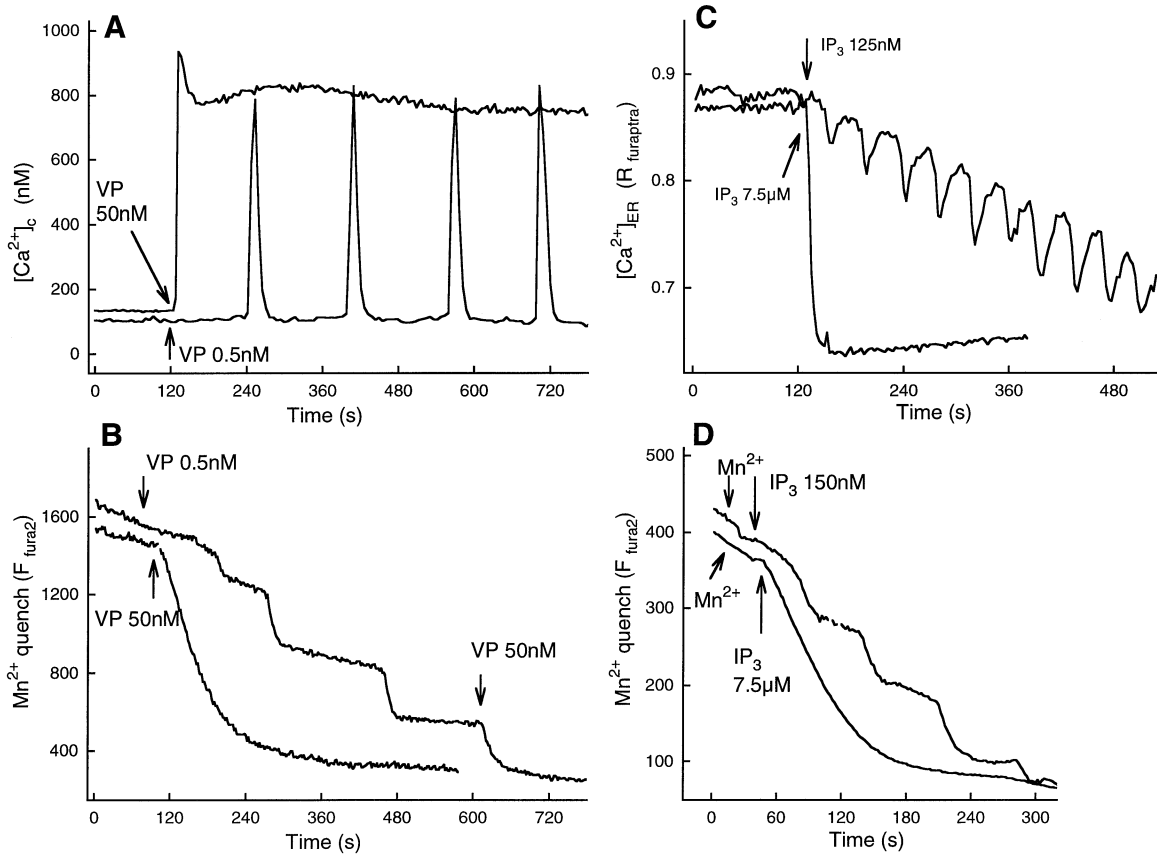 A
1000
800
600
400
200
0
[Ca²⁺]c (nM)
VP
50nM
VP 0.5nM
0 120 240 360 480 600 720
Time (s)
C
IP₃ 125nM
0.9
0.8
0.7
[Ca²⁺]ER (R furaptra)
IP₃ 7.5µM
0 120 240 360 480
Time (s)
B
VP 0.5nM
1600
1200
800
400
Mn²⁺ quench (F fura2)
VP 50nM
VP 50nM
0 120 240 360 480 600 720
Time (s)
D
500
400
300
200
100
Mn²⁺ quench (F fura2)
Mn²⁺
IP₃ 150nM
Mn²⁺
IP₃
7.5µM
0 60 120 180 240 300
Time (s)